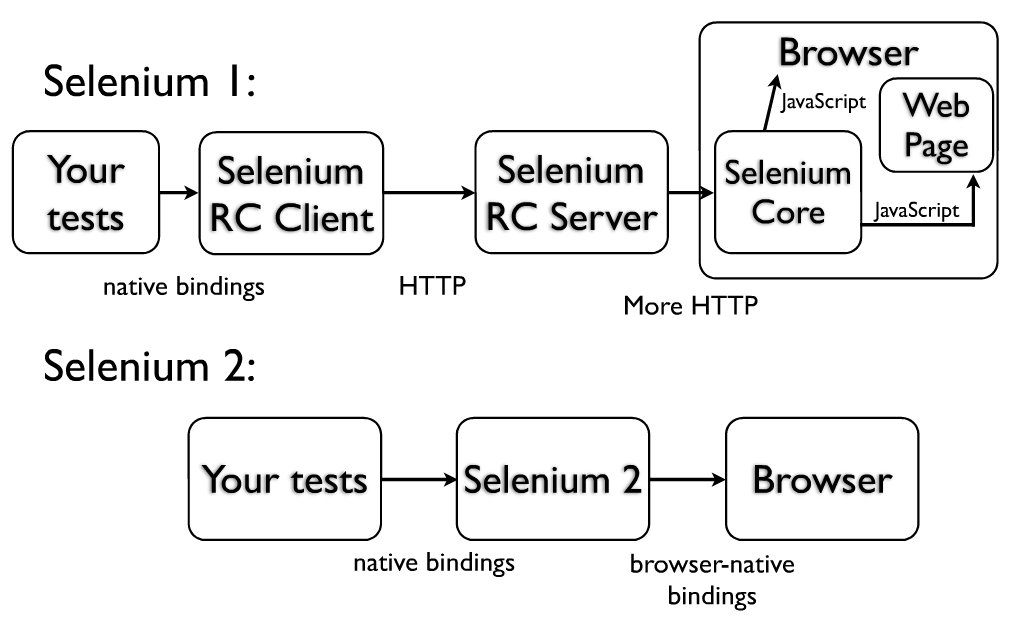 Selenium 1:
Your
tests
Selenium
RC Client
Selenium
RC Server
Browser
JavaScript
Web
Page
Selenium
Core
JavaScript
native bindings
HTTP
More HTTP
Selenium 2:
Your tests
Selenium 2
Browser
native bindings
browser-native
bindings